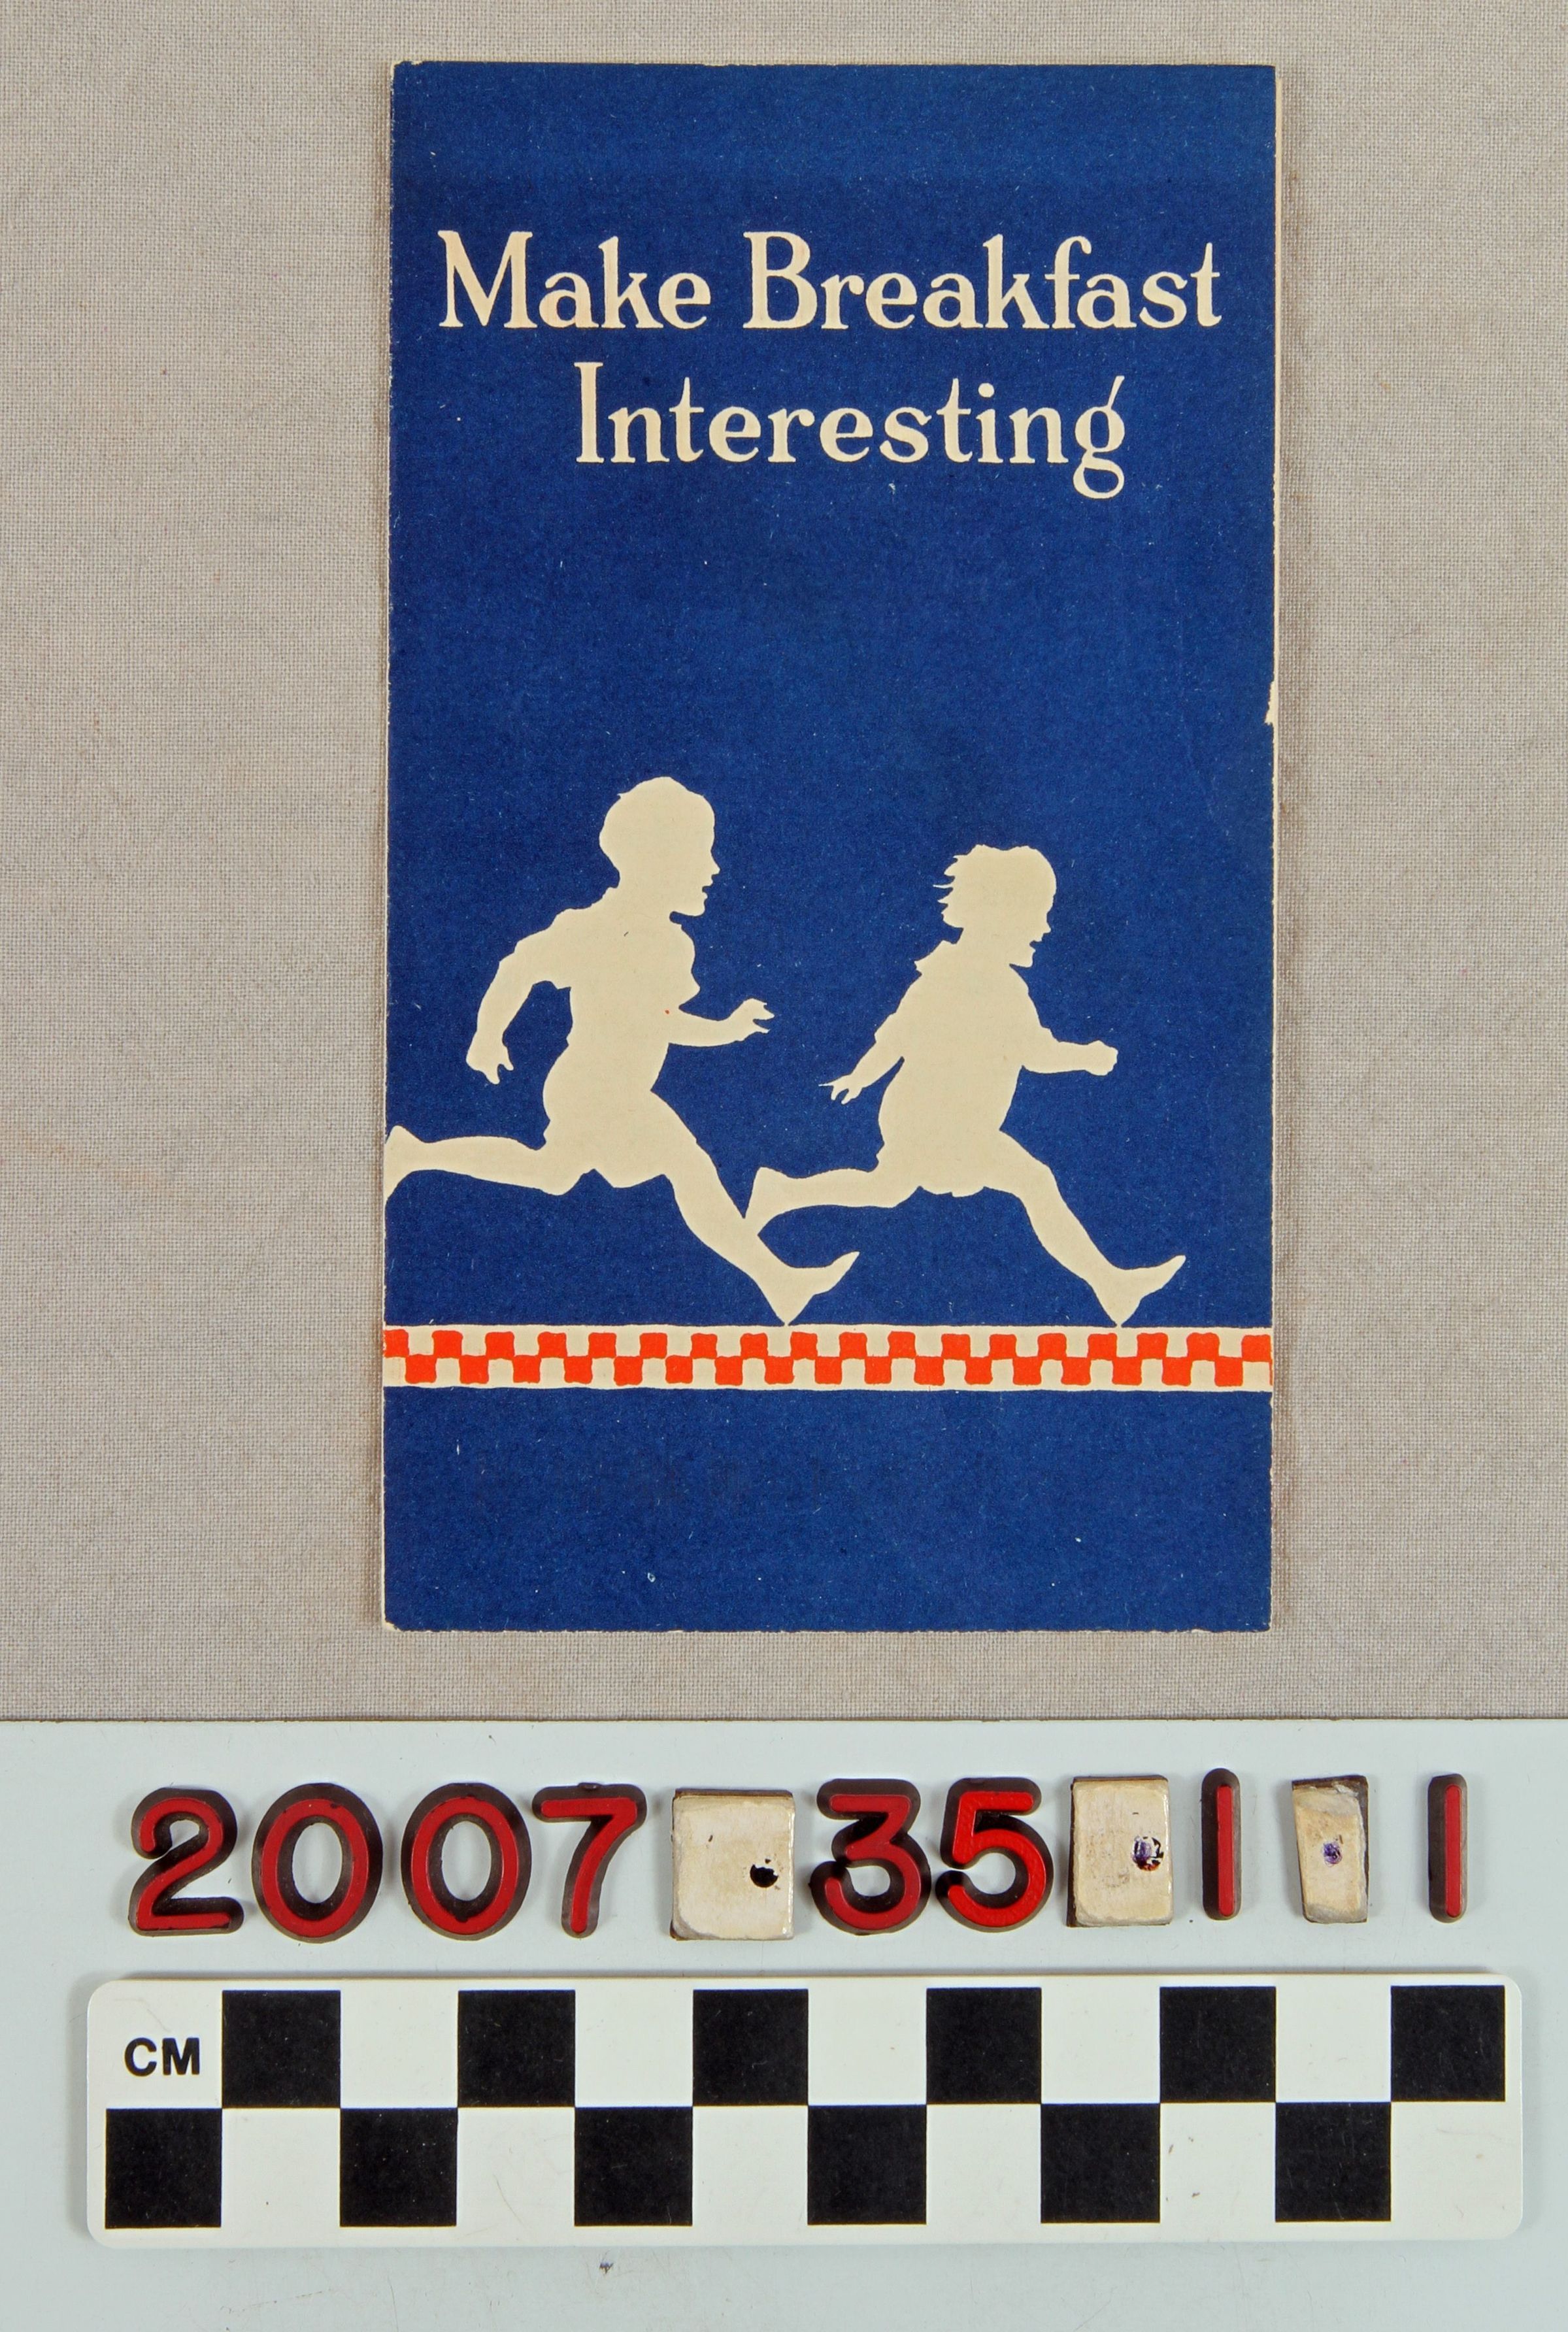 Make Breakfast
Interesting
2007.35.1.1
CM